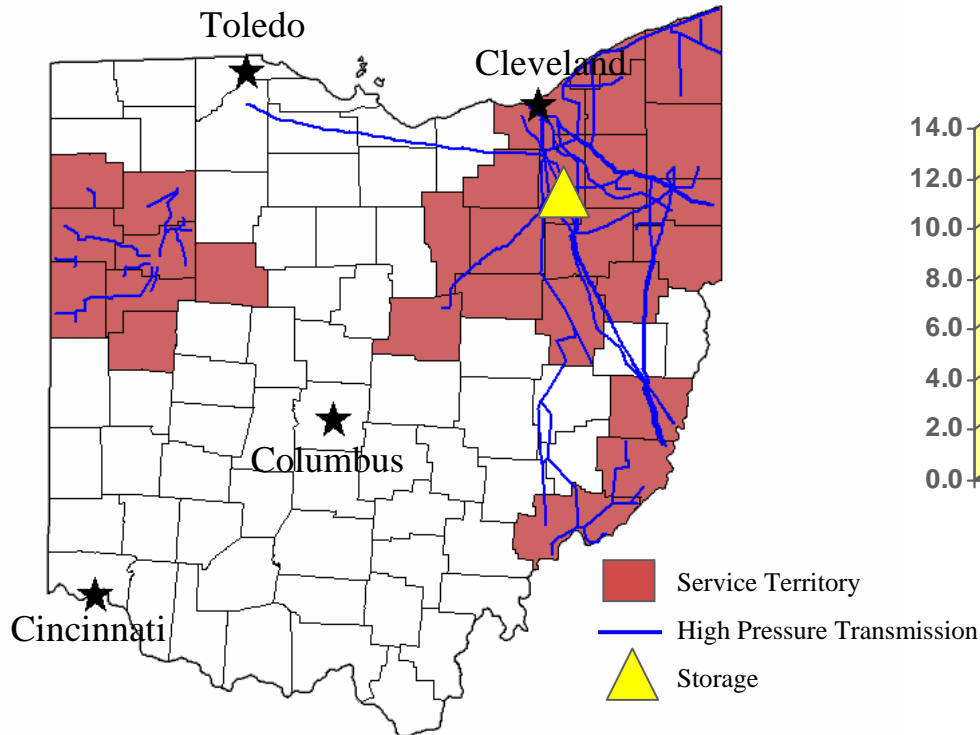 Toledo
Cleveland
Columbus
Cincinnati
14.0
12.0
10.0
8.0
6.0
4.0
2.0
0.0
Service Territory
High Pressure Transmission
Storage